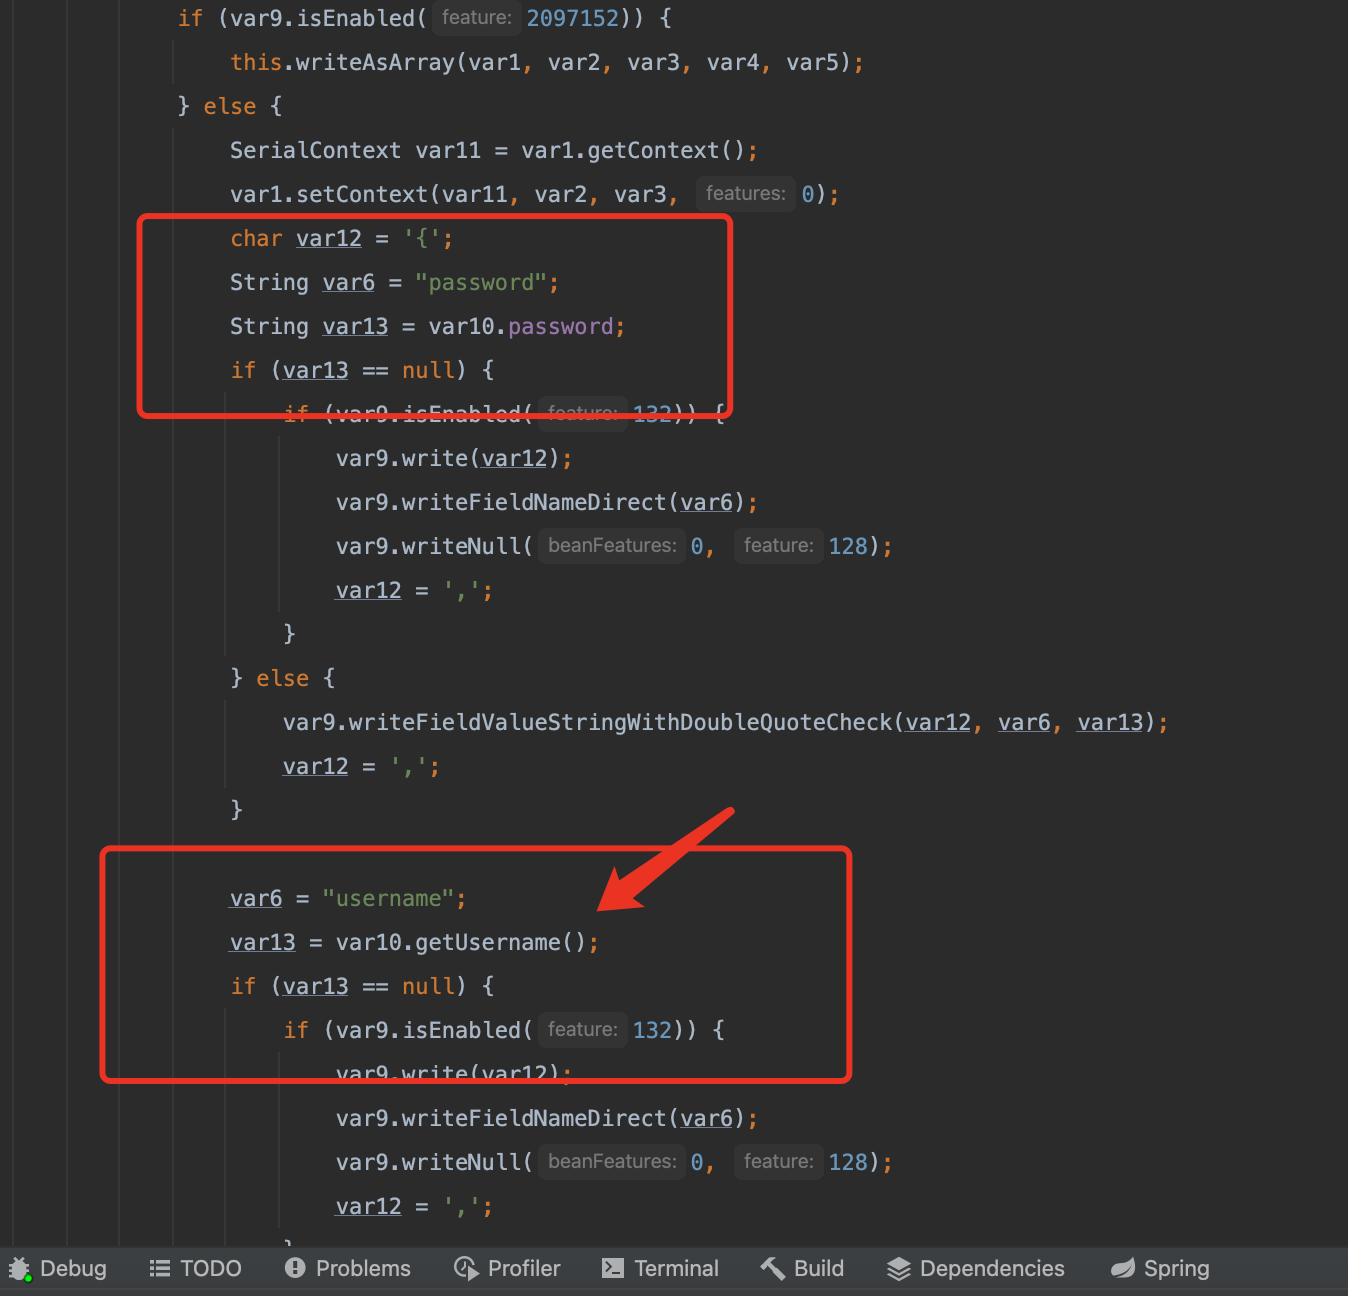 if (var9.isEnabled( feature: 2097152)) {
this.writeAsArray(var1, var2, var3, var4, var5);
} else {
SerialContext var11 = var1.getContext();
var1.setContext(var11, var2, var3, features: 0);
char var12 = '{';
String var6 = "password";
String var13 = var10.password;
if (var13 == null) {
if (var9.isEnabled( feature: 132)) {
var9.write(var12);
var9.writeFieldNameDirect(var6);
var9.writeNull( beanFeatures: 0, feature: 128);
var12 = ',';
}
} else {
var9.writeFieldValueStringWithDoubleQuoteCheck(var12, var6, var13);
var12 = ',';
}
var6 = "username";
var13 = var10.getUsername();
if (var13 == null) {
if (var9.isEnabled( feature: 132)) {
var9.write(var12);
var9.writeFieldNameDirect(var6);
var9.writeNull( beanFeatures: 0, feature: 128);
var12 = ',';
}
Debug TODO Problems Profiler Terminal Build Dependencies Spring